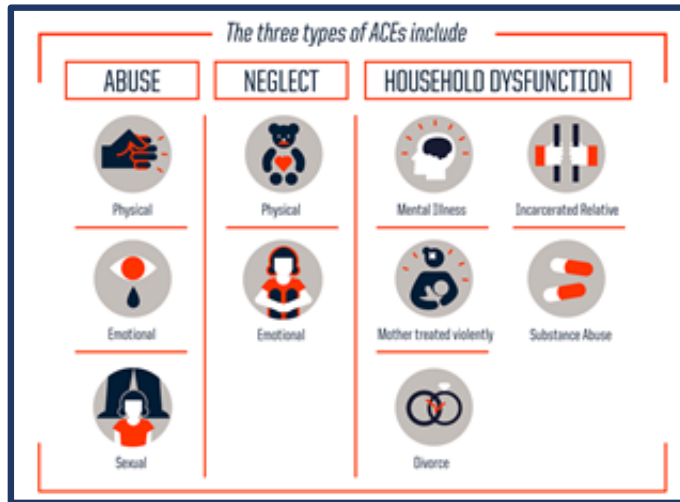 The three types of ACEs include
ABUSE
NEGLECT
HOUSEHOLD DYSFUNCTION
Physical
Physical
Mental Illness
Incarcerated Relative
Emotional
Emotional
Mother treated violently
Substance Abuse
Sexual
Divorce